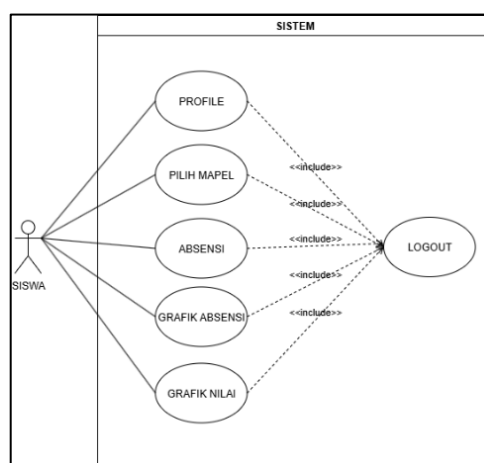 SISTEM
PROFILE
<<include>>
PILIH MAPEL
<<include>>
SISWA
ABSENSI
<<include>>
LOGOUT
GRAFIK ABSENSI
<<include>>
<<include>>
GRAFIK NILAI